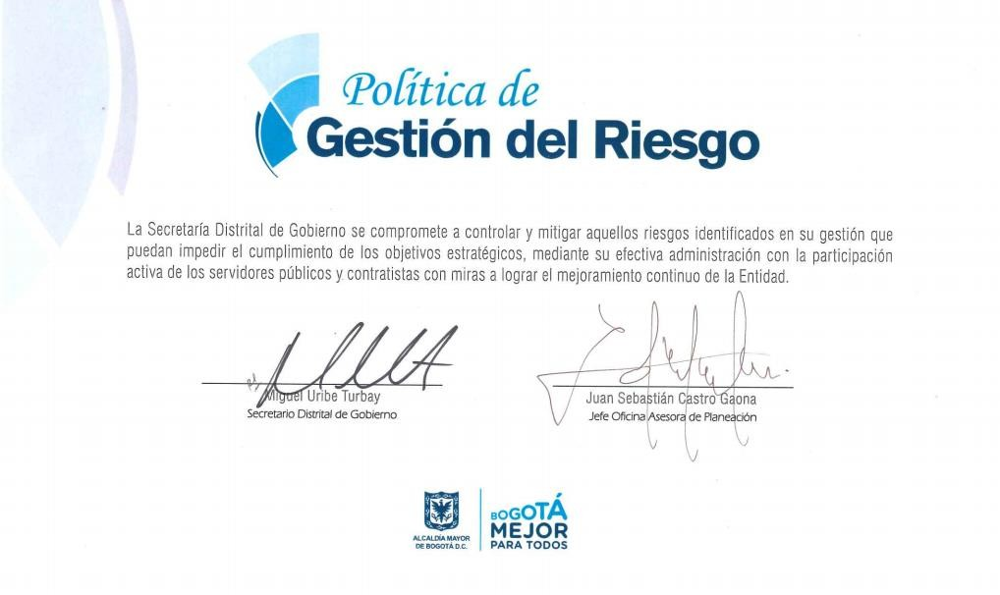 Política de
Gestión del Riesgo
La Secretaría Distrital de Gobierno se compromete a controlar y mitigar aquellos riesgos identificados en su gestión que
puedan impedir el cumplimiento de los objetivos estratégicos, mediante su efectiva administración con la participación
activa de los servidores públicos y contratistas con miras a lograr el mejoramiento continuo de la Entidad.
Miguel Uribe Turbay
Secretario Distrital de Gobierno
Juan Sebastián Castro Gaona
Jefe Oficina Asesora de Planeación
ALCALDÍA MAYOR
DE BOGOTÁ D.C.
BOGOTÁ
MEJOR
PARA TODOS